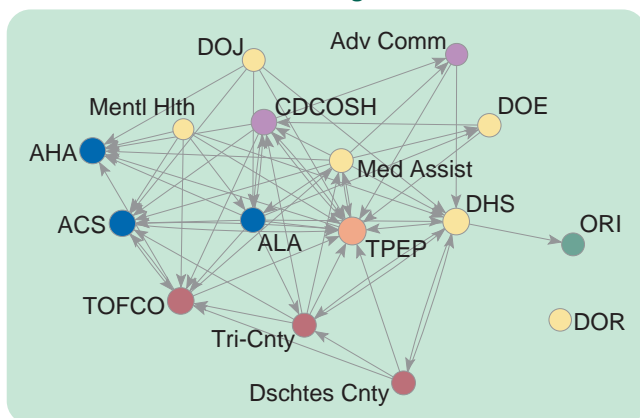 DOJ
Adv Comm
Mentl Hlth
CDCOSH
DOE
AHA
Med Assist
ACS
ALA
TPEP
DHS
ORI
TOFCO
Tri-Cnty
DOR
Dschtes Cnty